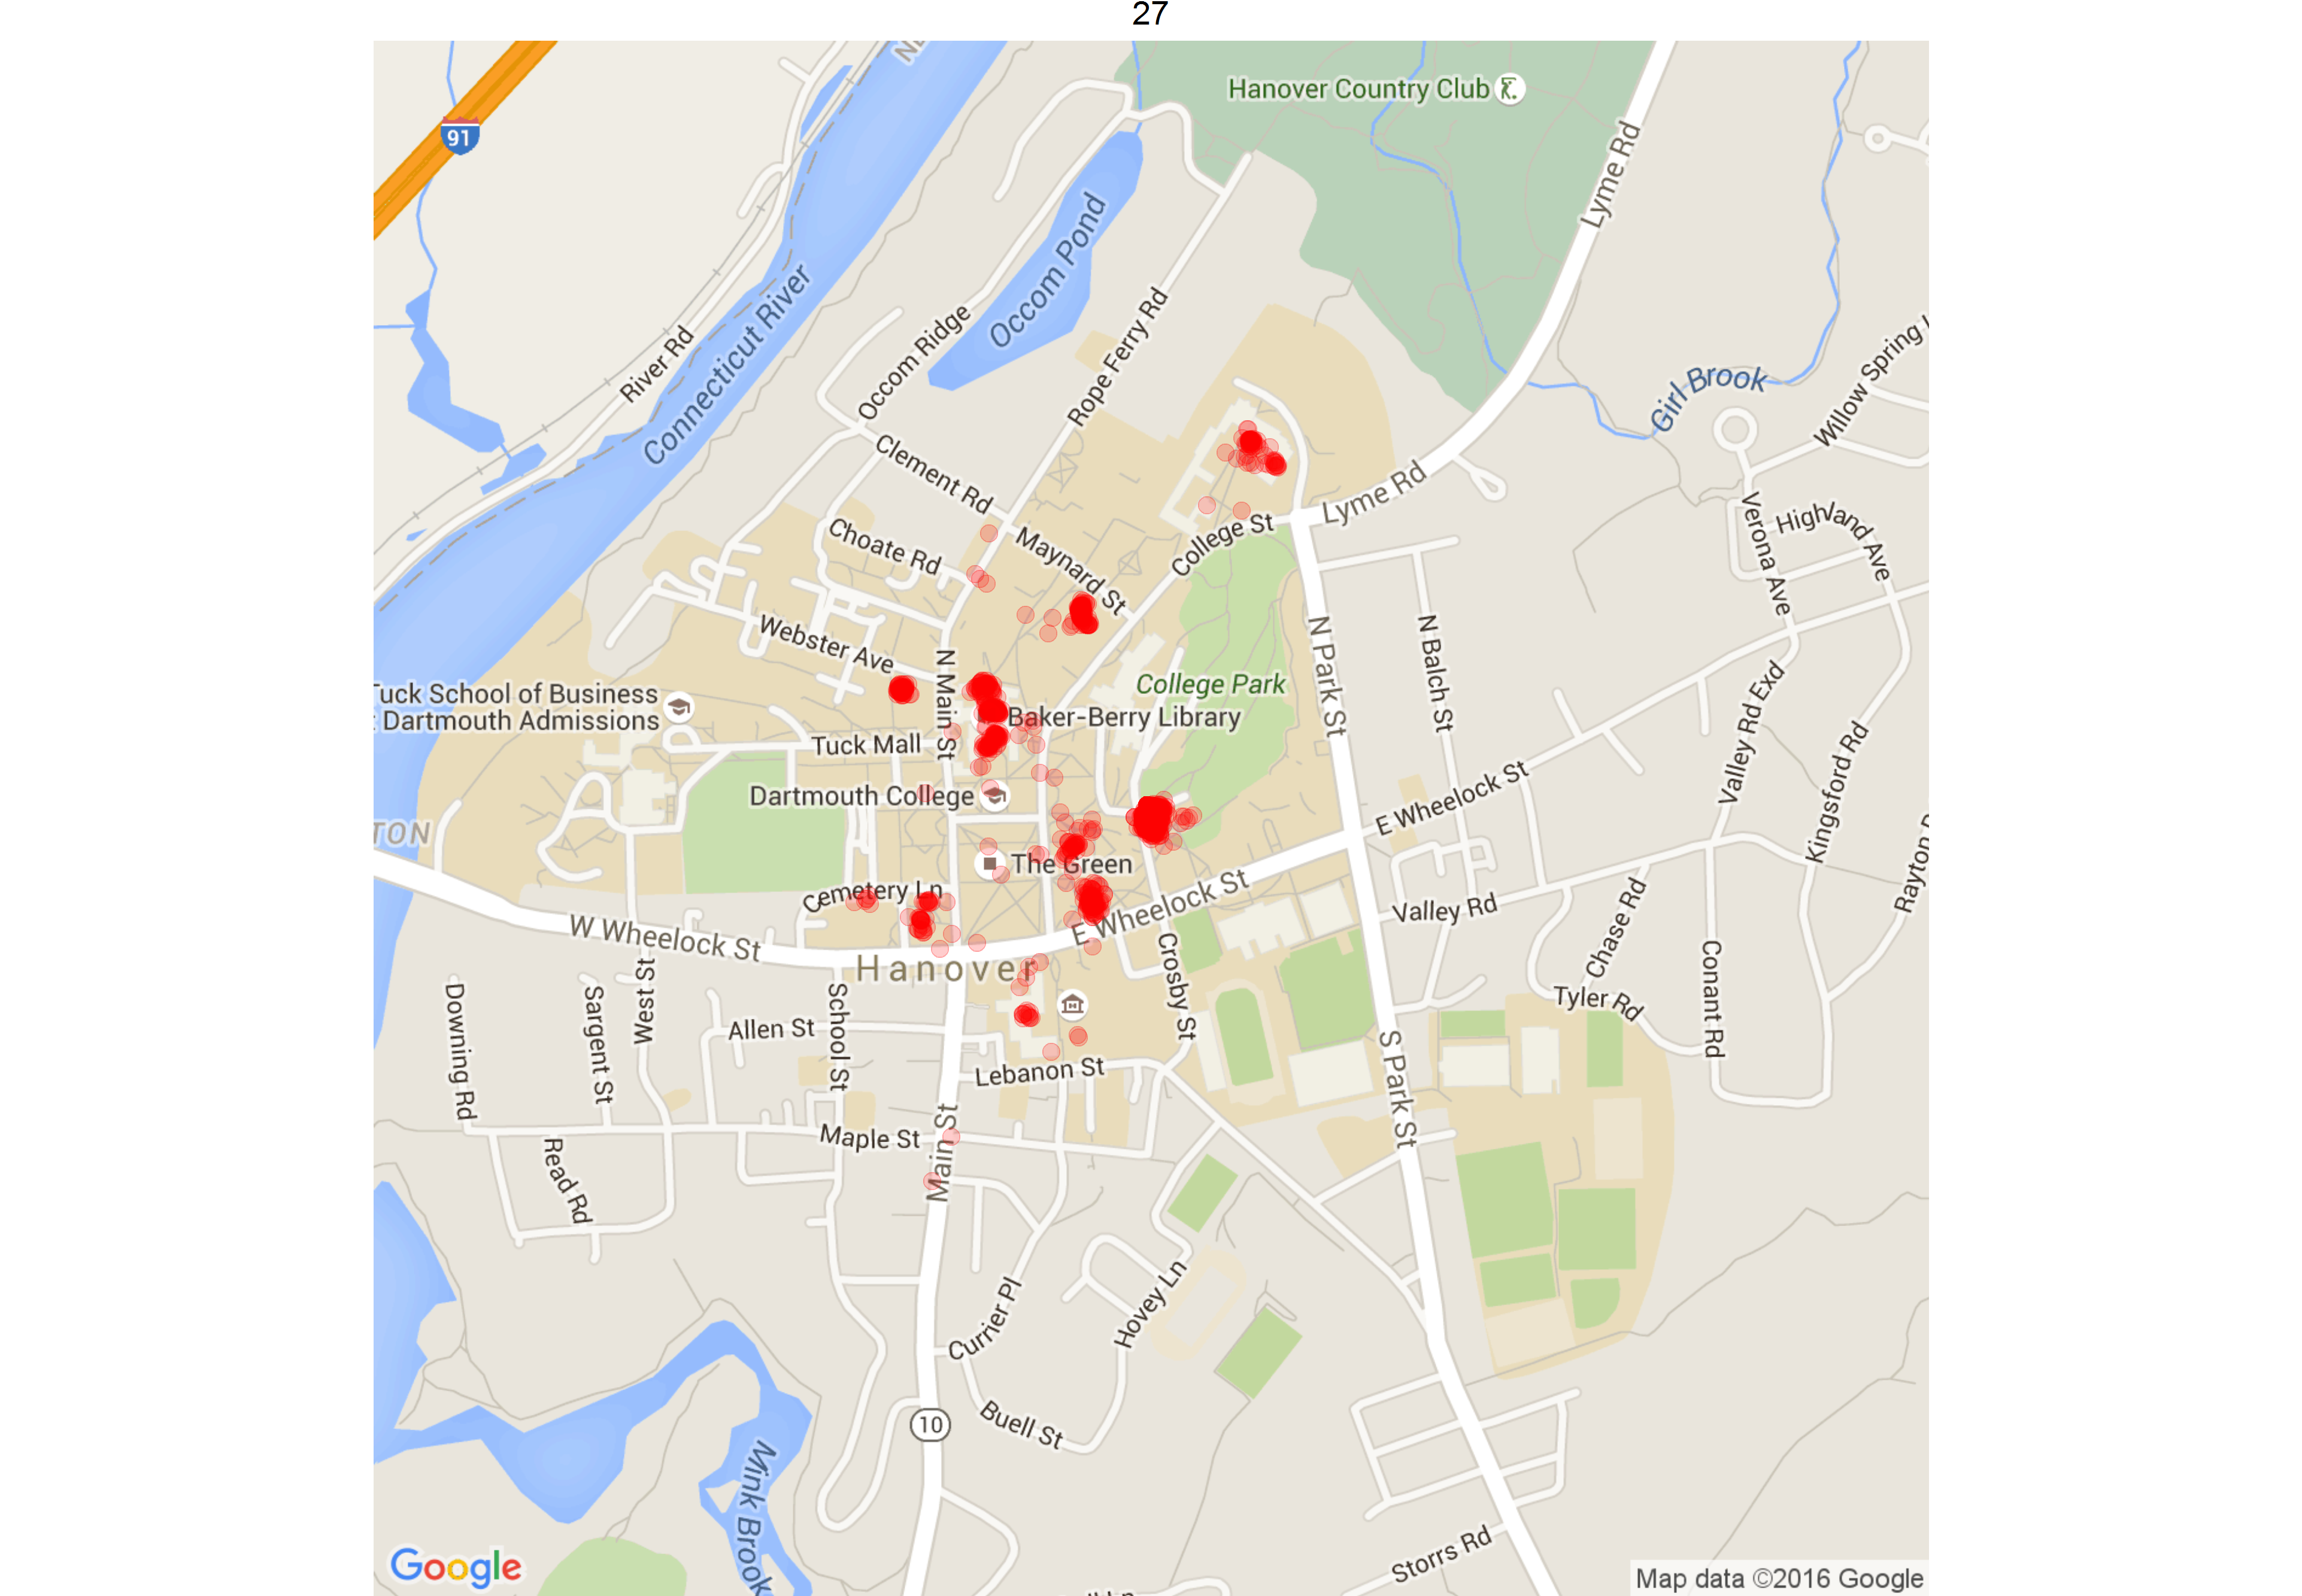 27
Hanover Country Club
91
Lyme Rd
Occom Pond
River Rd
Connecticut River
Occom Ridge
Rope Ferry Rd
Girl Brook
Willow Spring
Clement Rd
Lyme Rd
College St
Choate Rd
Maynard St
Verona Ave
Highland Ave
Webster Ave
N Main St
N Park St
N Balch St
College Park
Tuck School of Business
Dartmouth Admissions
Baker-Berry Library
Tuck Mall
Valley Rd Exd
Kingsford Rd
Dartmouth College
E Wheelock St
TON
The Green
Cemetery Ln
E Wheelock St
Valley Rd
Chase Rd
Rayton
W Wheelock St
Hanover
Crosby St
Conant Rd
Downing Rd
Sargent St
West St
School St
Allen St
Tyler Rd
Lebanon St
S Park St
Maple St
Main St
Read Rd
Currier Pl
Hovey Ln
10
Buell St
Mink Brook
Storrs Rd
Google
Map data ©2016 Google